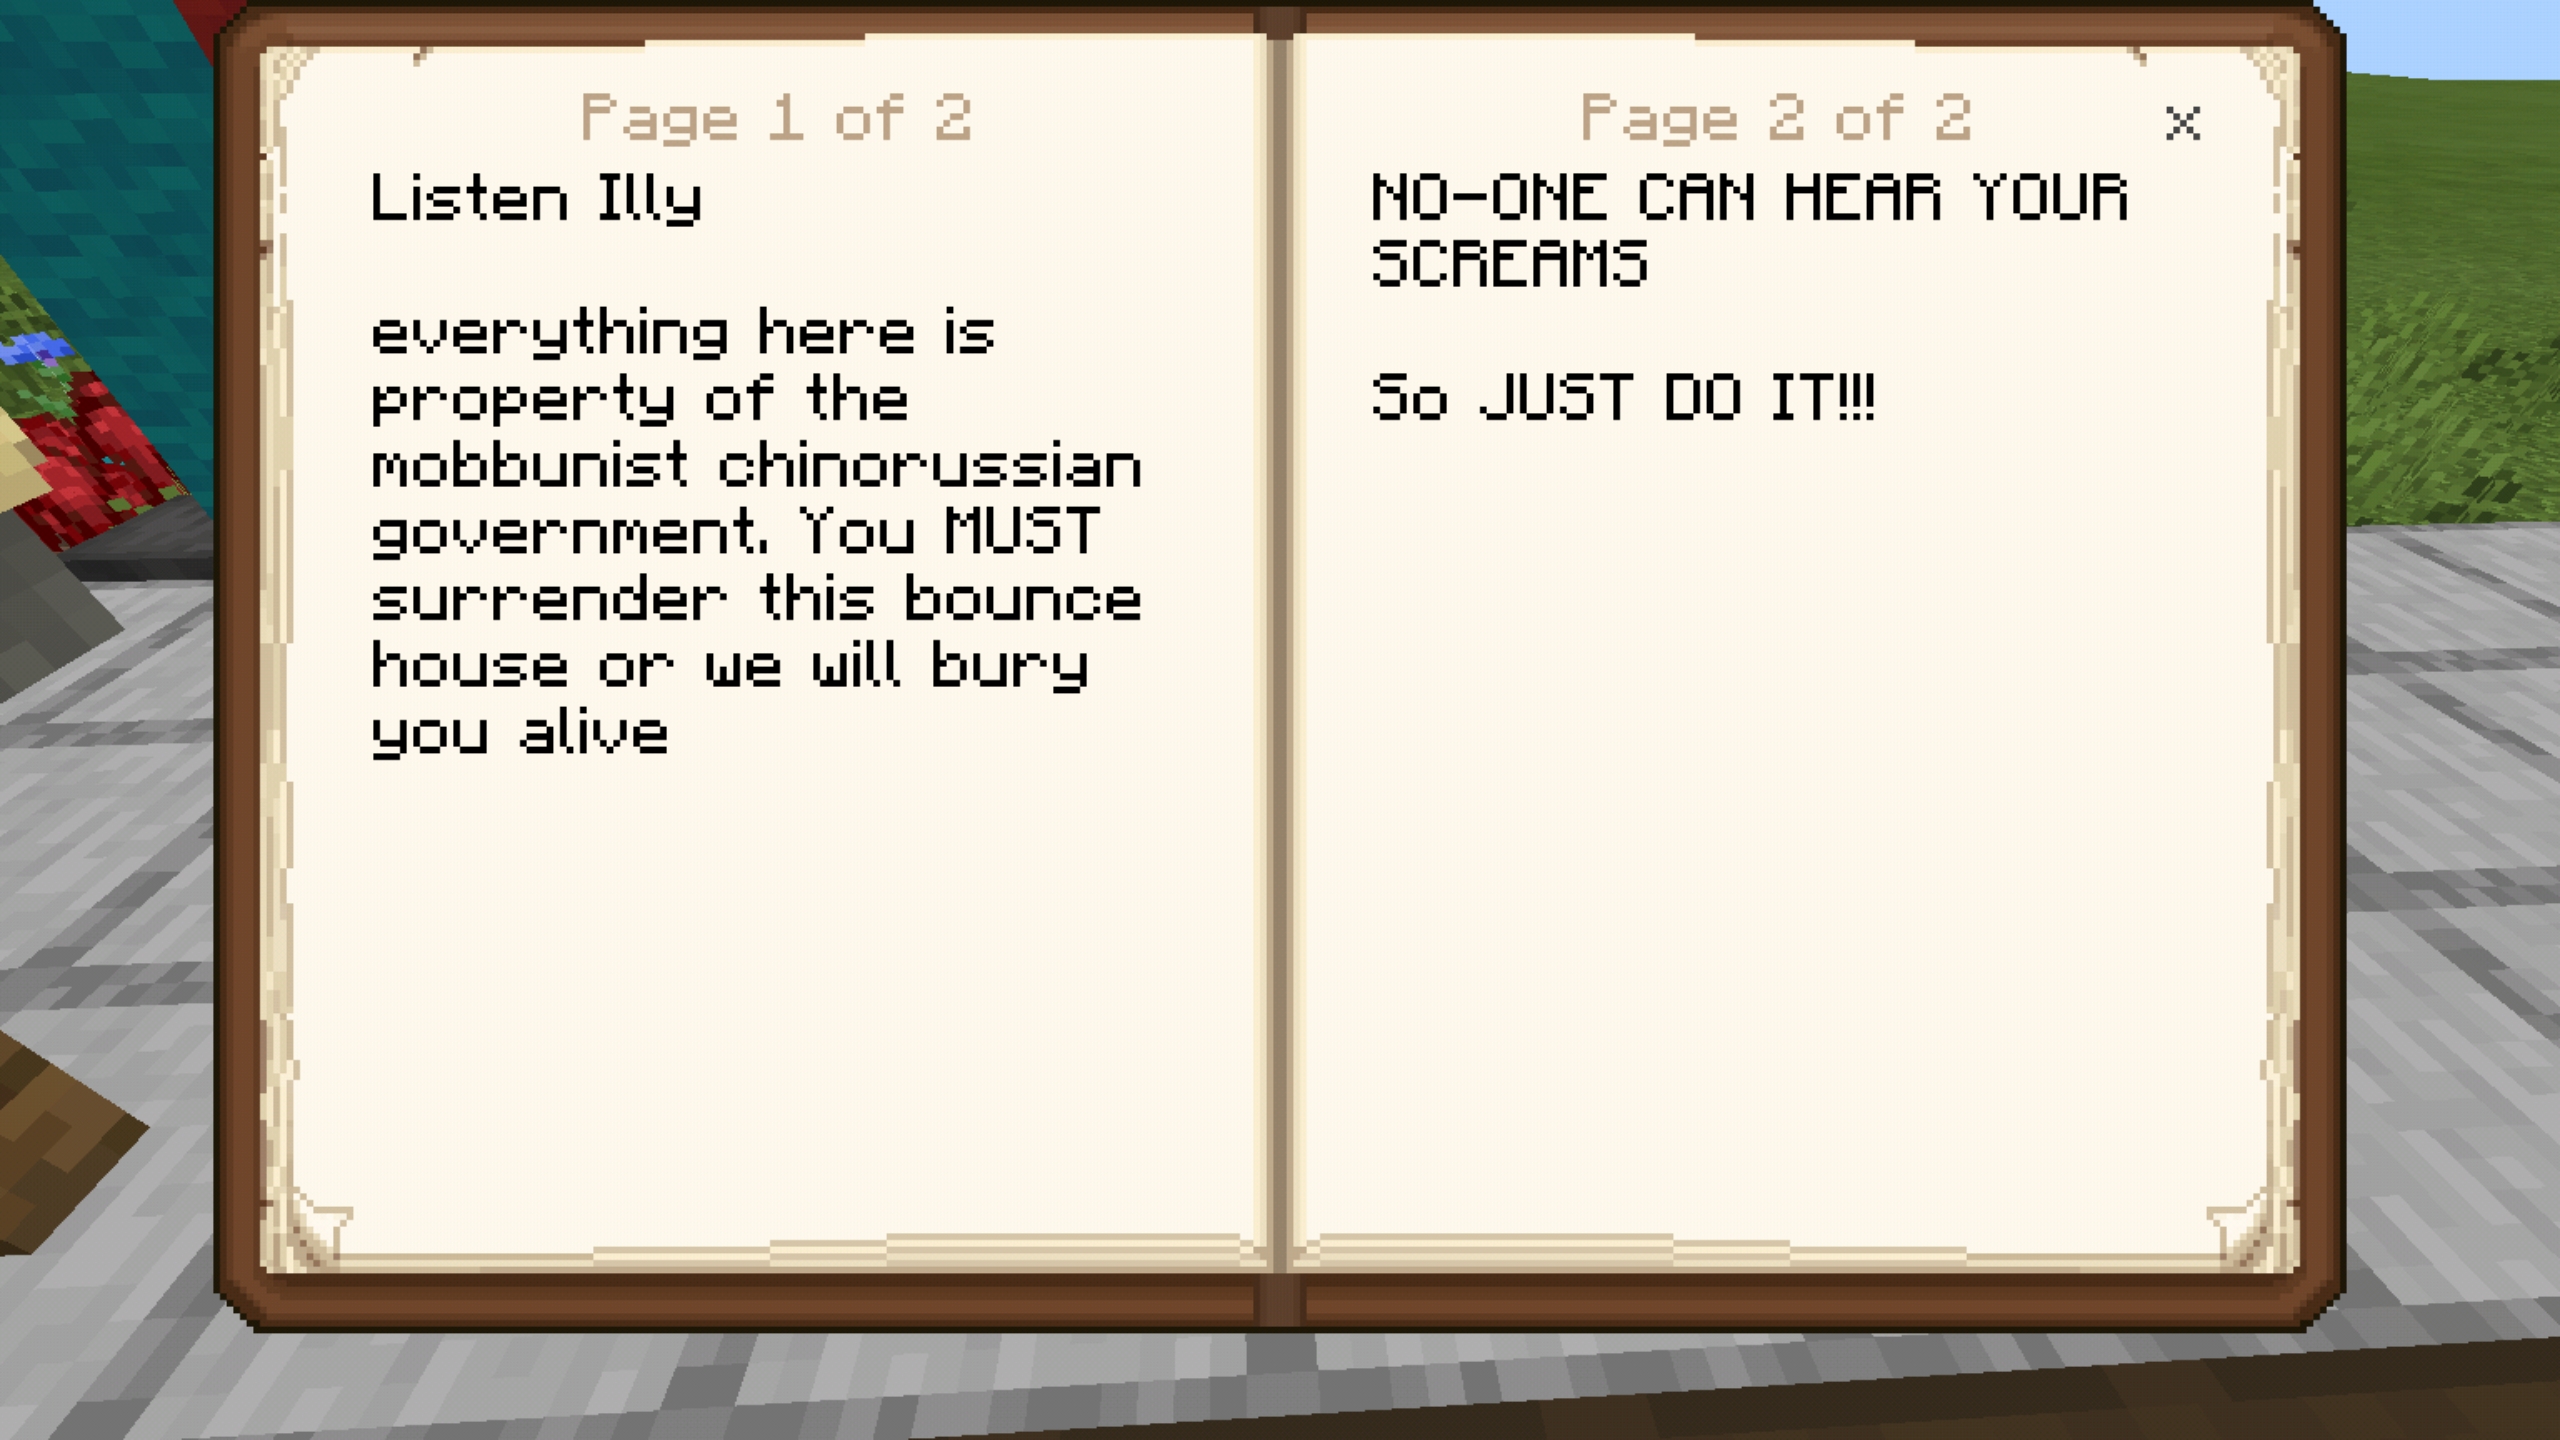 Page 1 of 2
Listen Illy
everything here is
property of the
mobbunist chinorussian
government. You MUST
surrender this bounce
house or we will bury
you alive
Page 2 of 2
x
NO-ONE CAN HEAR YOUR
SCREAMS
So JUST DO IT!!!